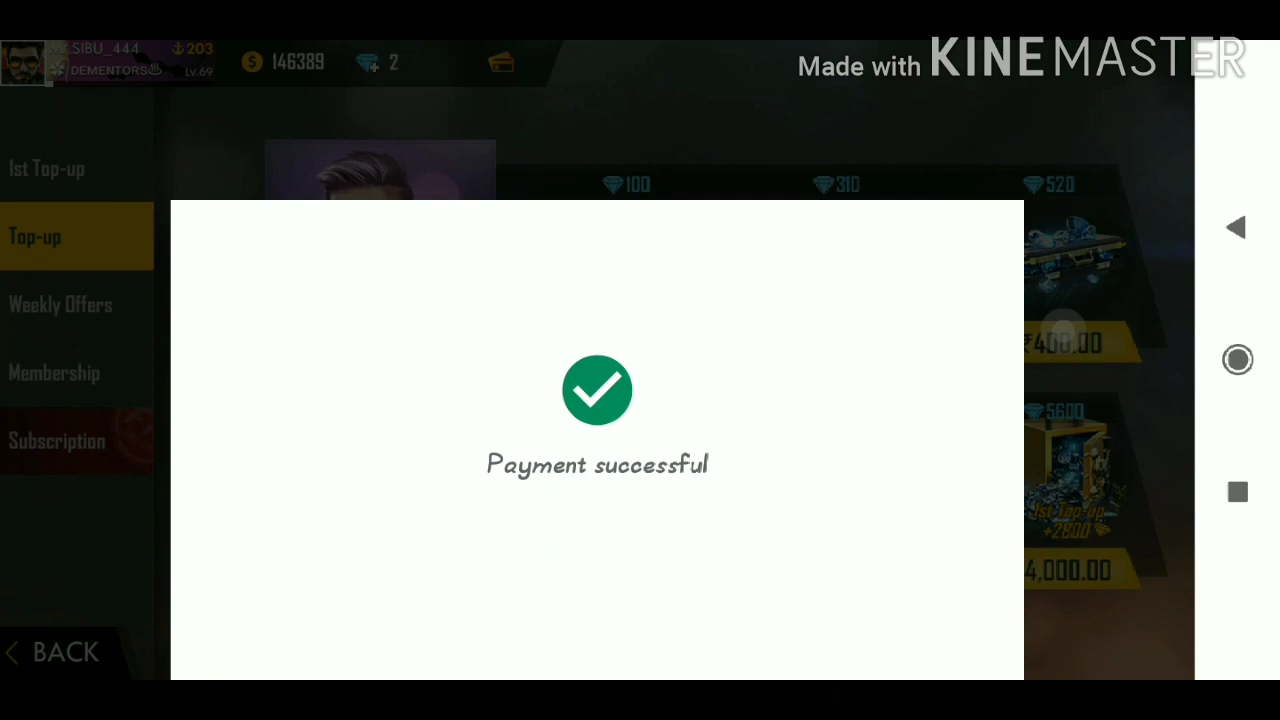 Mr.SIBU_444 203
DEMENTORS Lv.69
146389
2
Made with KINEMASTER
1st Top-up
Top-up
Weekly Offers
Membership
Subscription
100
310
520
₹400.00
5600
1st Top-up
+2800
4,000.00
Payment successful
BACK